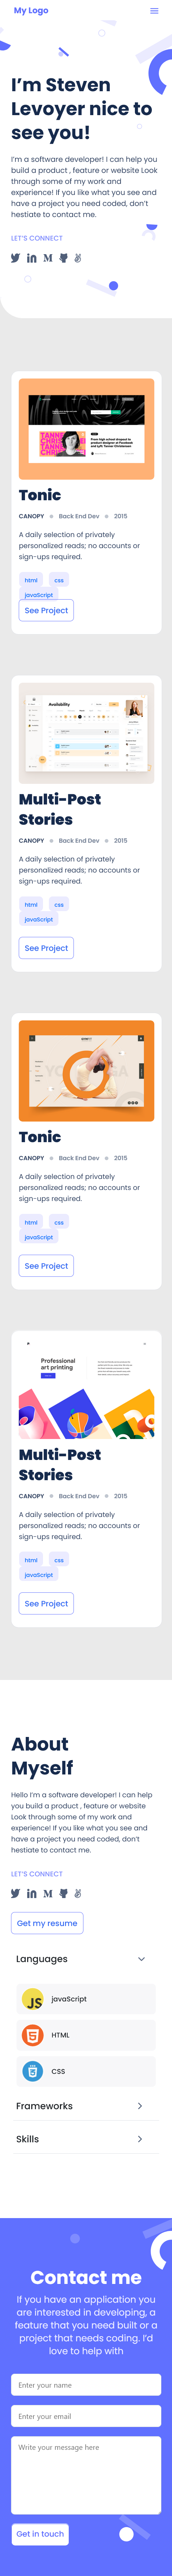 My Logo
I'm Steven
Levoyer nice to
see you!
I'm a software developer! I can help you
build a product , feature or website Look
through some of my work and
experience! If you like what you see and
have a project you need coded, don't
hestiate to contact me.
LET'S CONNECT
Tonic
CANOPY Back End Dev 2015
A daily selection of privately
personalized reads; no accounts or
sign-ups required.
html css
javaScript
See Project
Availability
Multi-Post
Stories
CANOPY Back End Dev 2015
A daily selection of privately
personalized reads; no accounts or
sign-ups required.
html css
javaScript
See Project
Tonic
CANOPY Back End Dev 2015
A daily selection of privately
personalized reads; no accounts or
sign-ups required.
html css
javaScript
See Project
Professional
art printing
Multi-Post
Stories
CANOPY Back End Dev 2015
A daily selection of privately
personalized reads; no accounts or
sign-ups required.
html css
javaScript
See Project
About
Myself
Hello I'm a software developer! I can help
you build a product , feature or website
Look through some of my work and
experience! If you like what you see and
have a project you need coded, don't
hestiate to contact me.
LET'S CONNECT
Get my resume
Languages
JS javaScript
HTML
CSS
Frameworks
Skills
Contact me
If you have an application you
are interested in developing, a
feature that you need built or a
project that needs coding. I'd
love to help with
Enter your name
Enter your email
Write your message here
Get in touch